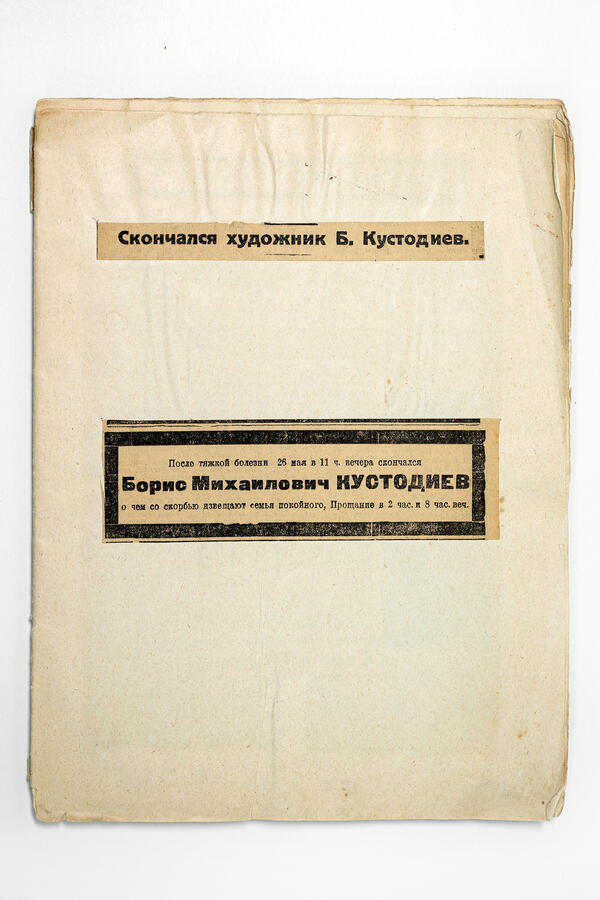 1
Скончался художник Б. Кустодиев.
После тяжкой болезни 26 мая в 11 ч. вечера скончался
Борис Михаилович КУСТОДИЕВ
о чем со скорбью извещают семья покойного, Прощание в 2 час. и 8 час. веч.